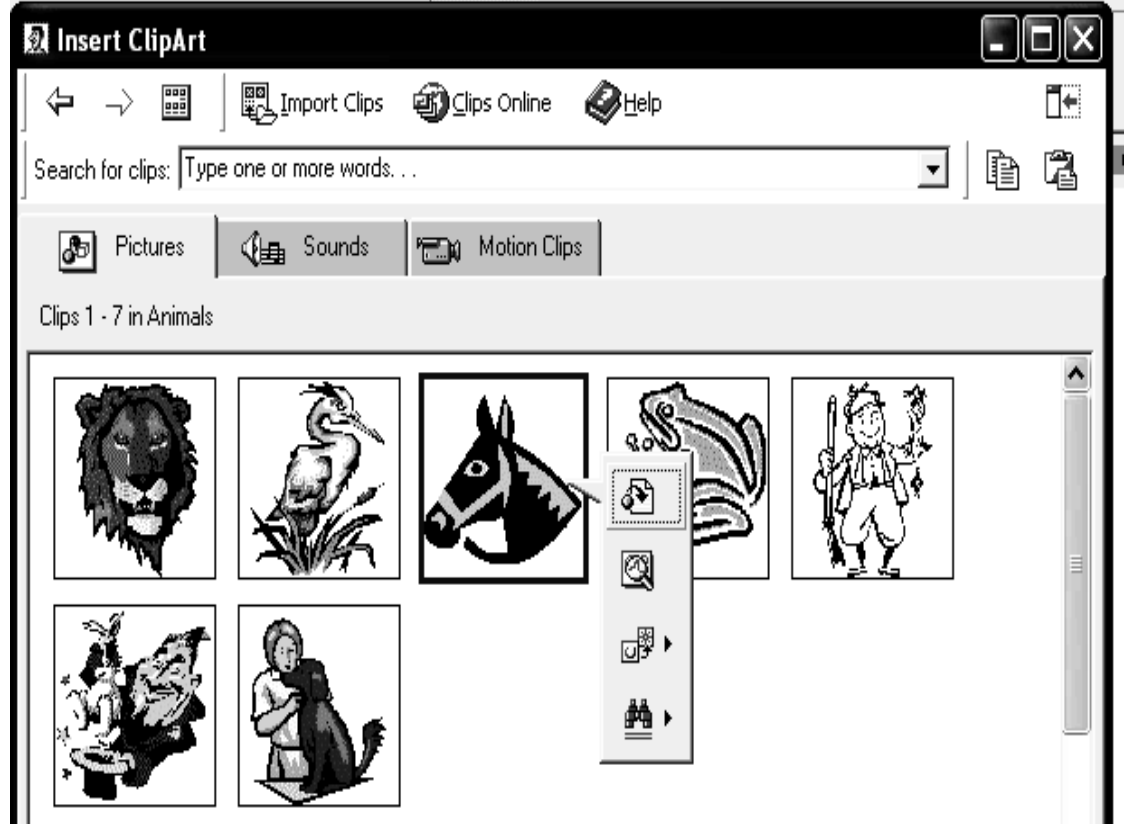 Insert ClipArt
Import Clips Clips Online Help
Search for clips: Type one or more words. . .
Pictures Sounds Motion Clips
Clips 1 - 7 in Animals